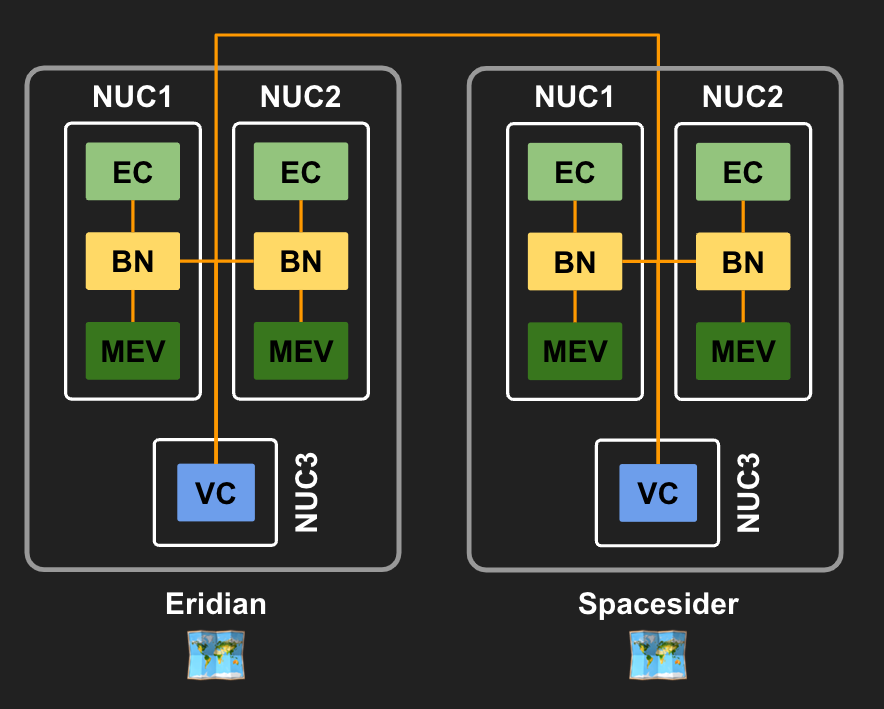 NUC1 NUC2
EC EC
BN BN
MEV MEV
VC
NUC3
Eridian
NUC1 NUC2
EC EC
BN BN
MEV MEV
VC
NUC3
Spacesider